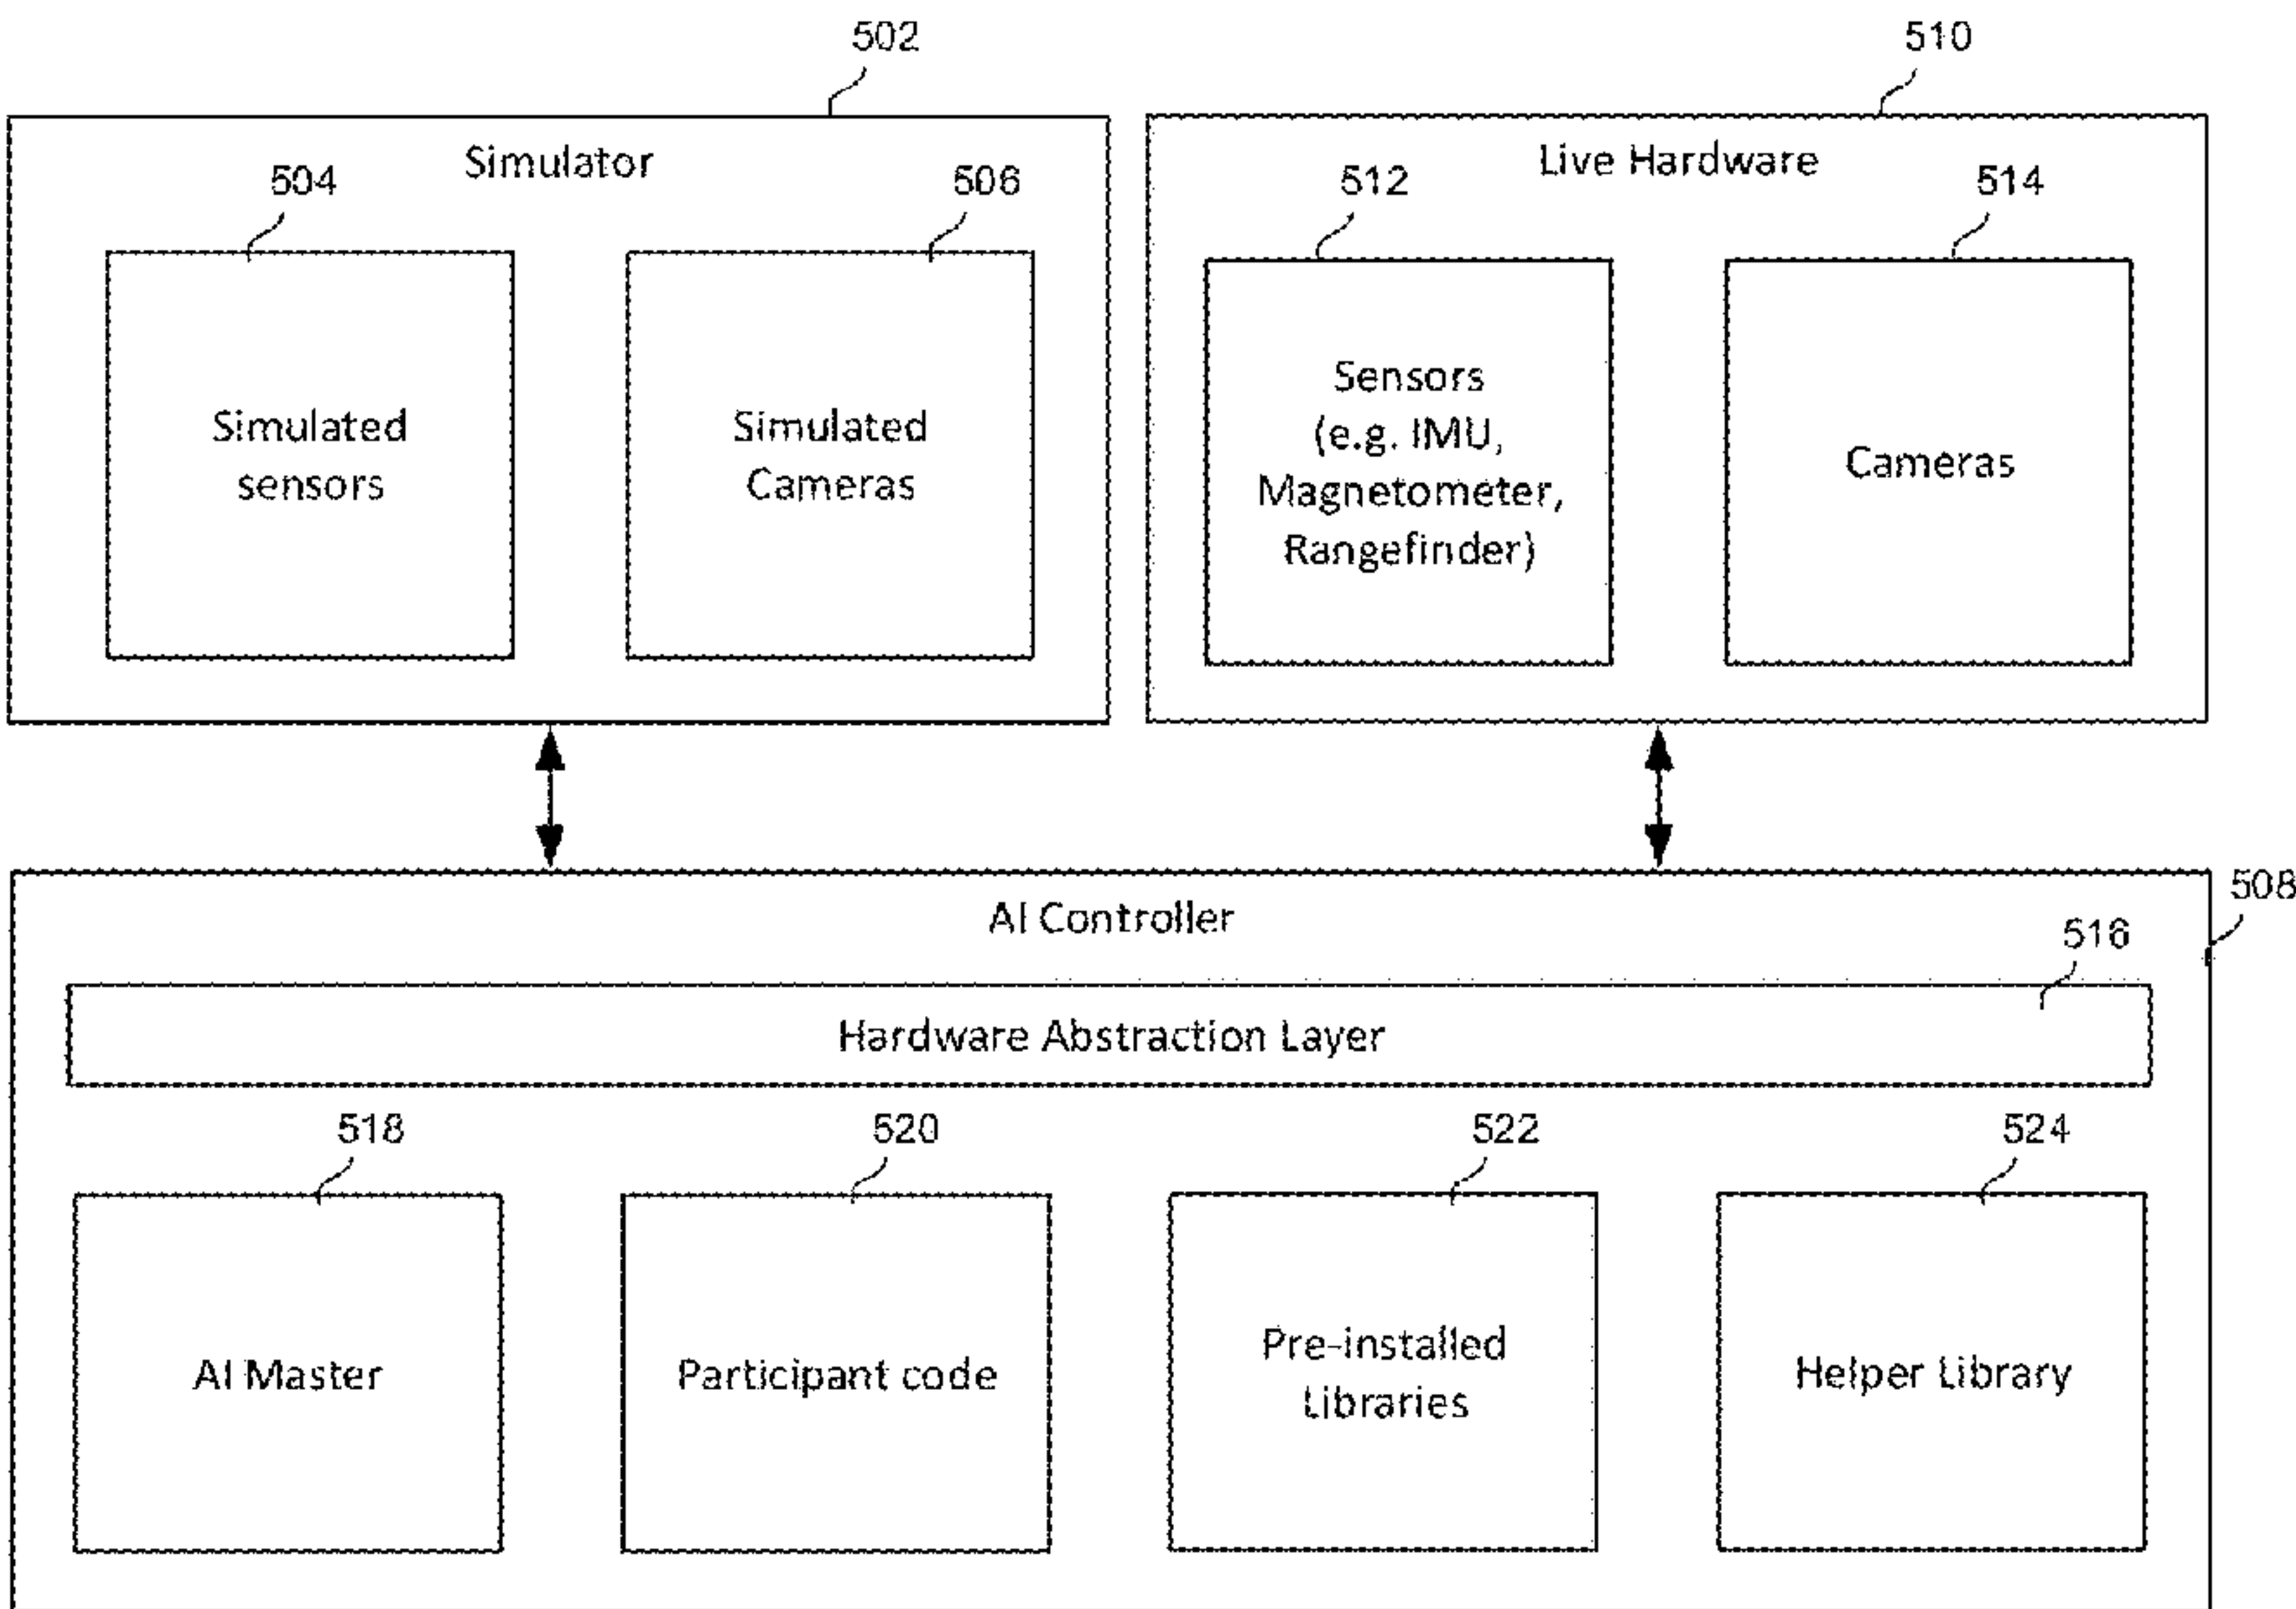 502
510
Simulator
Live Hardware
504
506
512
514
Simulated
sensors
Simulated
Cameras
Sensors
(e.g. IMU,
Magnetometer,
Rangefinder)
Cameras
508
AI Controller
516
Hardware Abstraction Layer
518
520
522
524
AI Master
Participant code
Pre-installed
Libraries
Helper Library